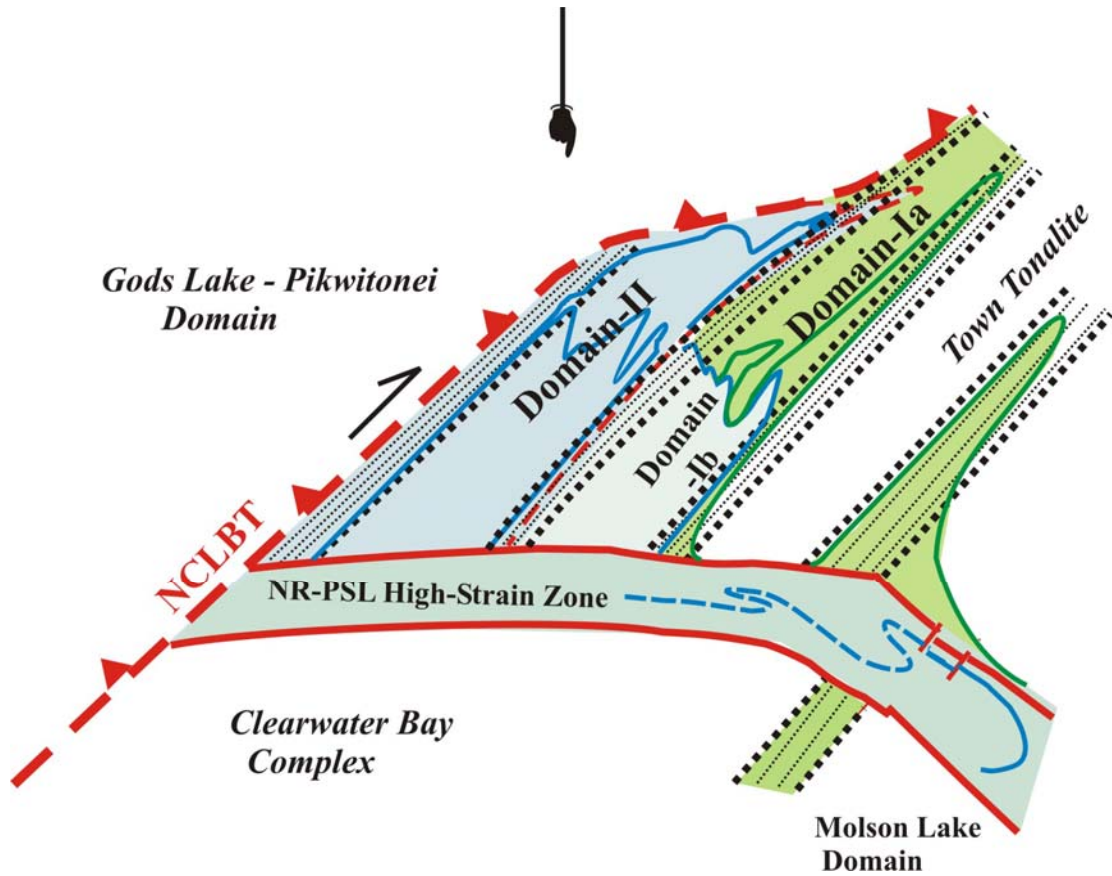 Gods Lake - Pikwitonei
Domain
Domain-II
Domain-Ia
Domain
-Ib
Town Tonalite
NCLBT
NR-PSL High-Strain Zone
Clearwater Bay
Complex
Molson Lake
Domain